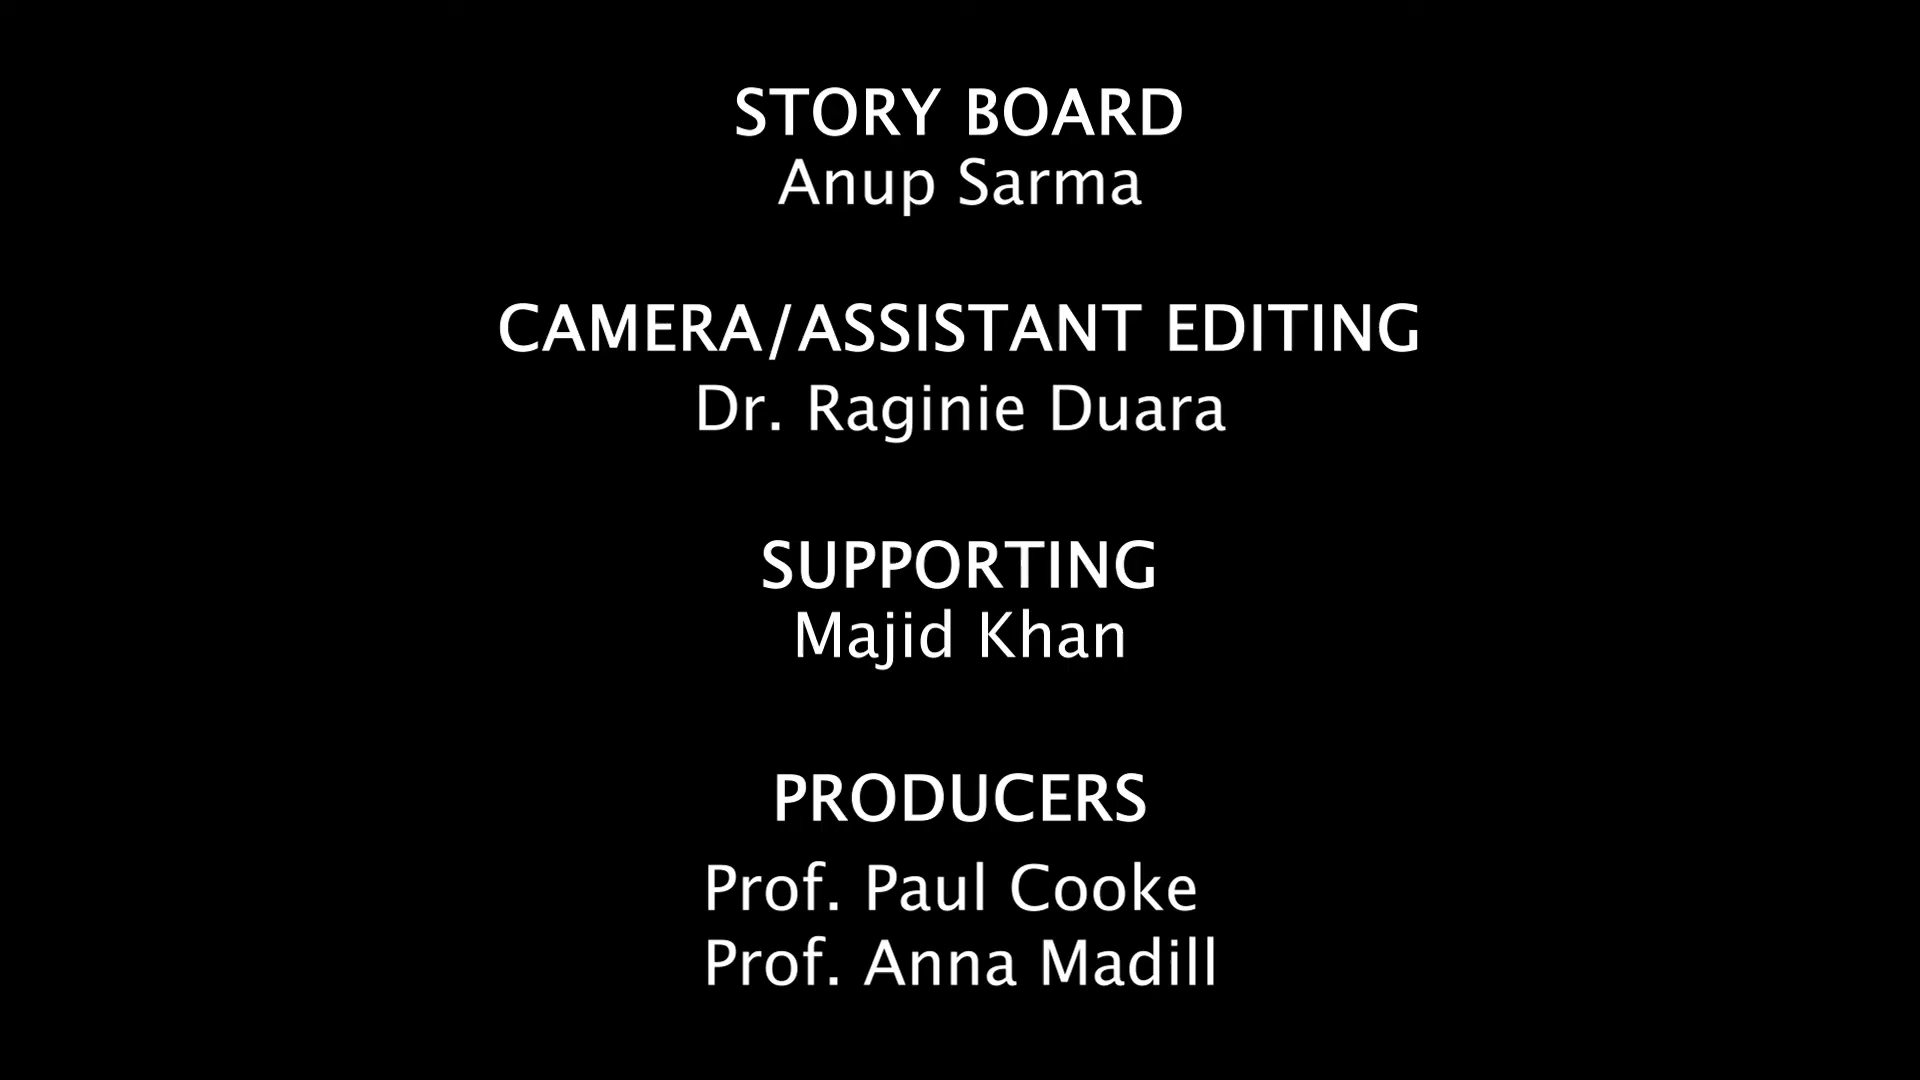 STORY BOARD
Anup Sarma
CAMERA/ASSISTANT EDITING
Dr. Raginie Duara
SUPPORTING
Majid Khan
PRODUCERS
Prof. Paul Cooke
Prof. Anna Madill